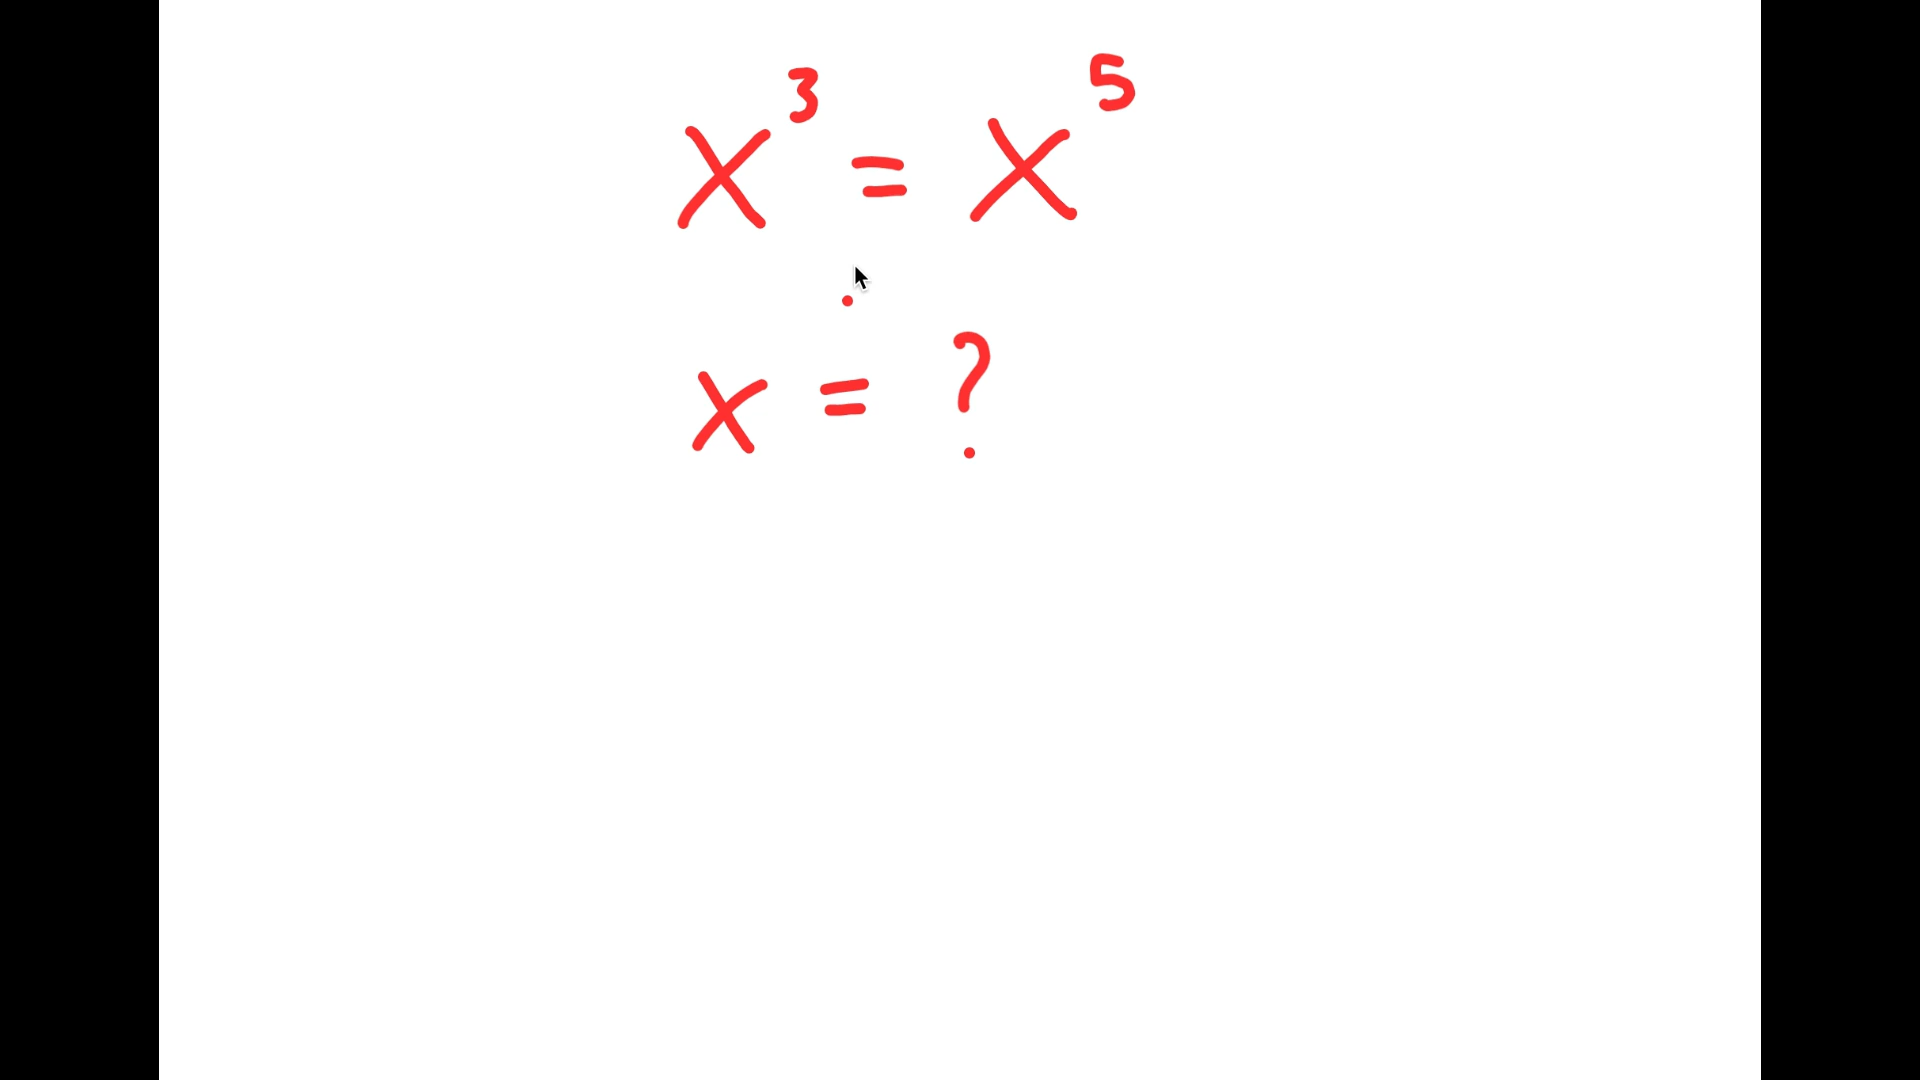 x³ = x⁵
x = ?